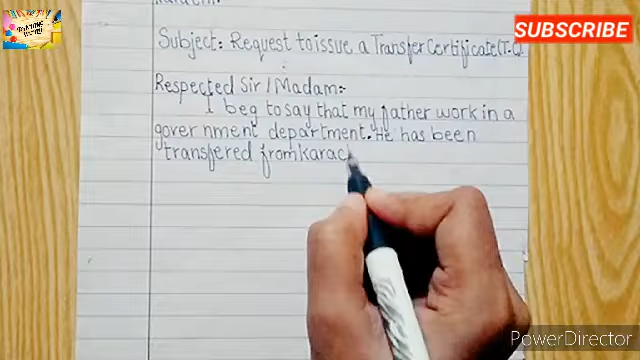 SUBSCRIBE
Subject: Request to issue a Transfer Certificate(T.C).
Respected Sir / Madam:-
I beg to say that my father work in a
government department. He has been
transfered from karach
PowerDirector